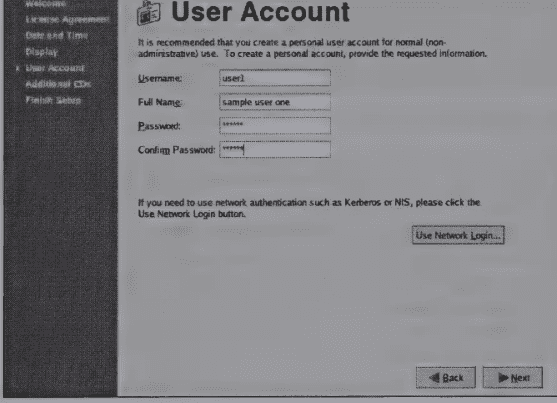 Welcome
License Agreement
Date and Time
Display
User Account
Additional CDs
Finish Setup
User Account
It is recommended that you create a personal user account for normal (non-
administrative) use. To create a personal account, provide the requested information.
Username: user1
Full Name: sample user one
Password: ******
Confirm Password: ******
If you need to use network authentication such as Kerberos or NIS, please click the
Use Network Login button.
Use Network Login...
Back Next